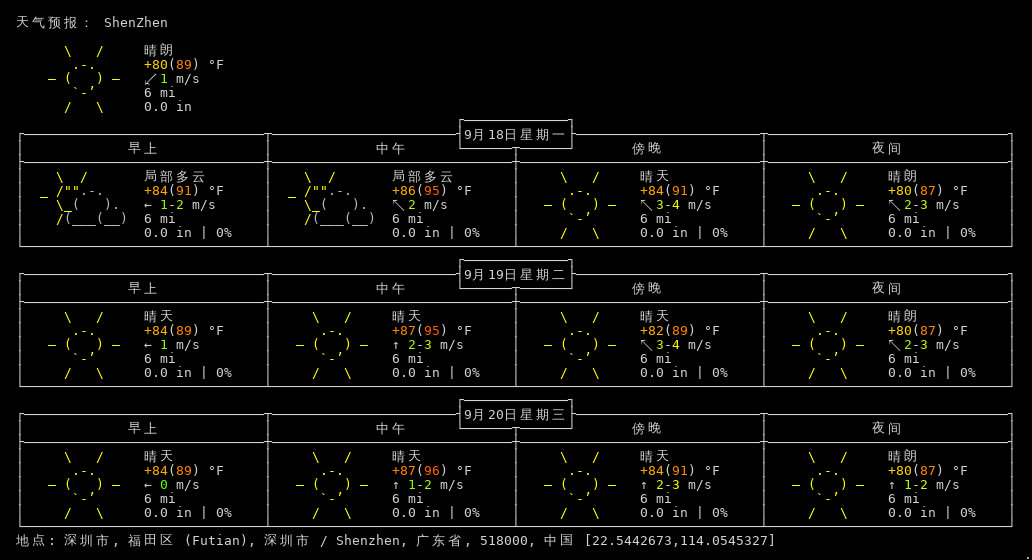 天气预报： ShenZhen
晴朗
+80(89) °F
↙ 1 m/s
6 mi
0.0 in
9月18日星期一
早上 中午 傍晚 夜间
局部多云 局部多云 晴天 晴朗
+84(91) °F +86(95) °F +84(91) °F +80(87) °F
← 1-2 m/s ↖ 2 m/s ↖ 3-4 m/s ↖ 2-3 m/s
6 mi 6 mi 6 mi 6 mi
0.0 in | 0% 0.0 in | 0% 0.0 in | 0% 0.0 in | 0%
9月19日星期二
早上 中午 傍晚 夜间
晴天 晴天 晴天 晴朗
+84(89) °F +87(95) °F +82(89) °F +80(87) °F
← 1 m/s ↑ 2-3 m/s ↖ 3-4 m/s ↖ 2-3 m/s
6 mi 6 mi 6 mi 6 mi
0.0 in | 0% 0.0 in | 0% 0.0 in | 0% 0.0 in | 0%
9月20日星期三
早上 中午 傍晚 夜间
晴天 晴天 晴天 晴朗
+84(89) °F +87(96) °F +84(91) °F +80(87) °F
← 0 m/s ↑ 1-2 m/s ↑ 2-3 m/s ↑ 1-2 m/s
6 mi 6 mi 6 mi 6 mi
0.0 in | 0% 0.0 in | 0% 0.0 in | 0% 0.0 in | 0%
地点: 深圳市, 福田区 (Futian), 深圳市 / Shenzhen, 广东省, 518000, 中国 [22.5442673,114.0545327]